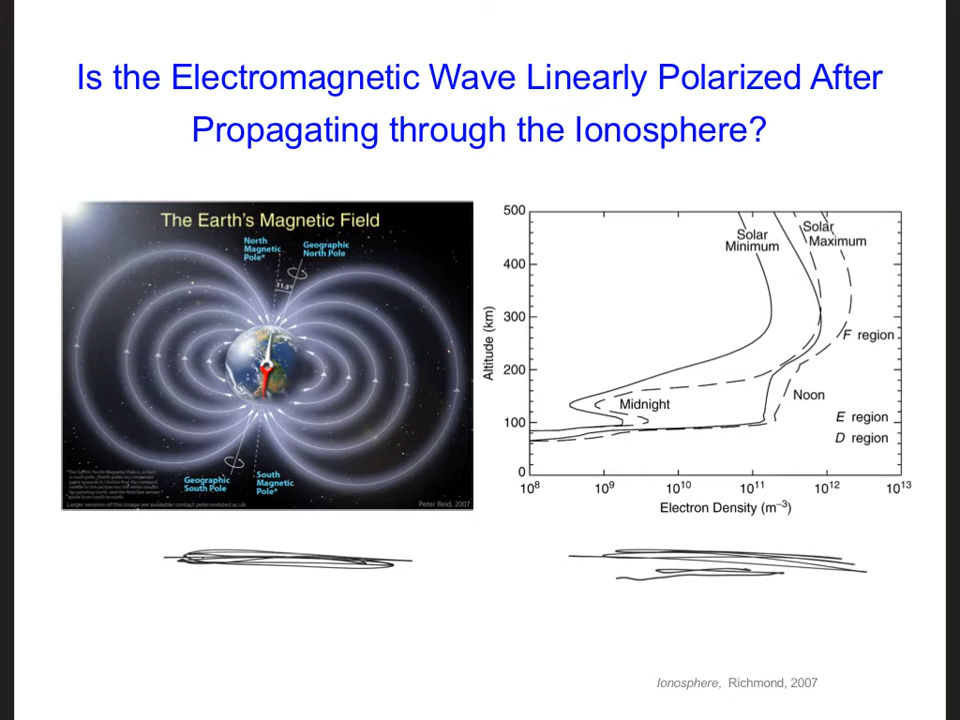 Is the Electromagnetic Wave Linearly Polarized After
Propagating through the Ionosphere?
The Earth's Magnetic Field
North
Magnetic
Pole*
Geographic
North Pole
11.5°
Geographic
South Pole
South
Magnetic
Pole*
Peter Reid, 2007
500
400
300
200
100
0
Altitude (km)
Solar
Minimum
Solar
Maximum
F region
Noon
Midnight
E region
D region
10⁸
10⁹
10¹⁰
10¹¹
10¹²
10¹³
Electron Density (m⁻³)
Ionosphere, Richmond, 2007